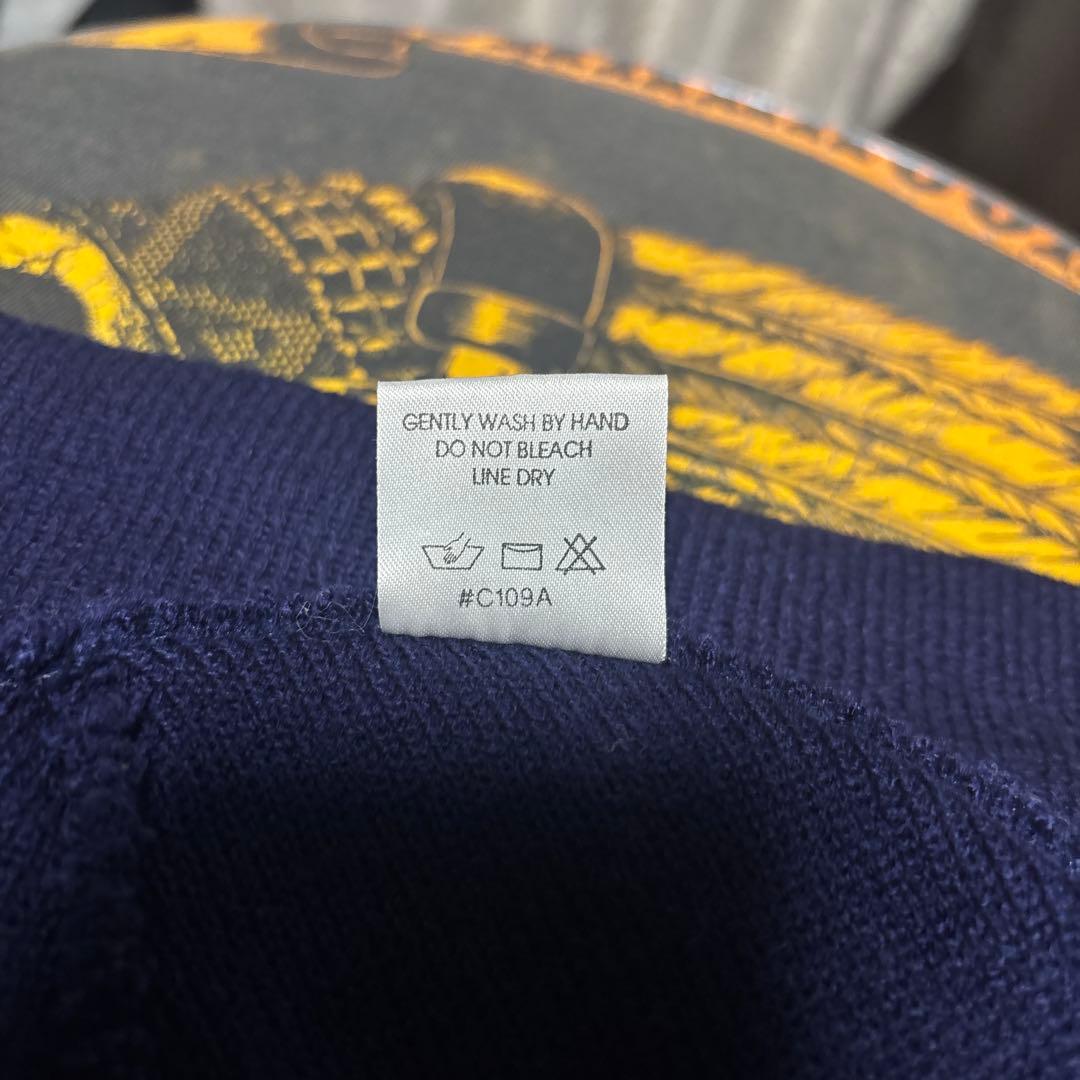 GENTLY WASH BY HAND
DO NOT BLEACH
LINE DRY
#C109A